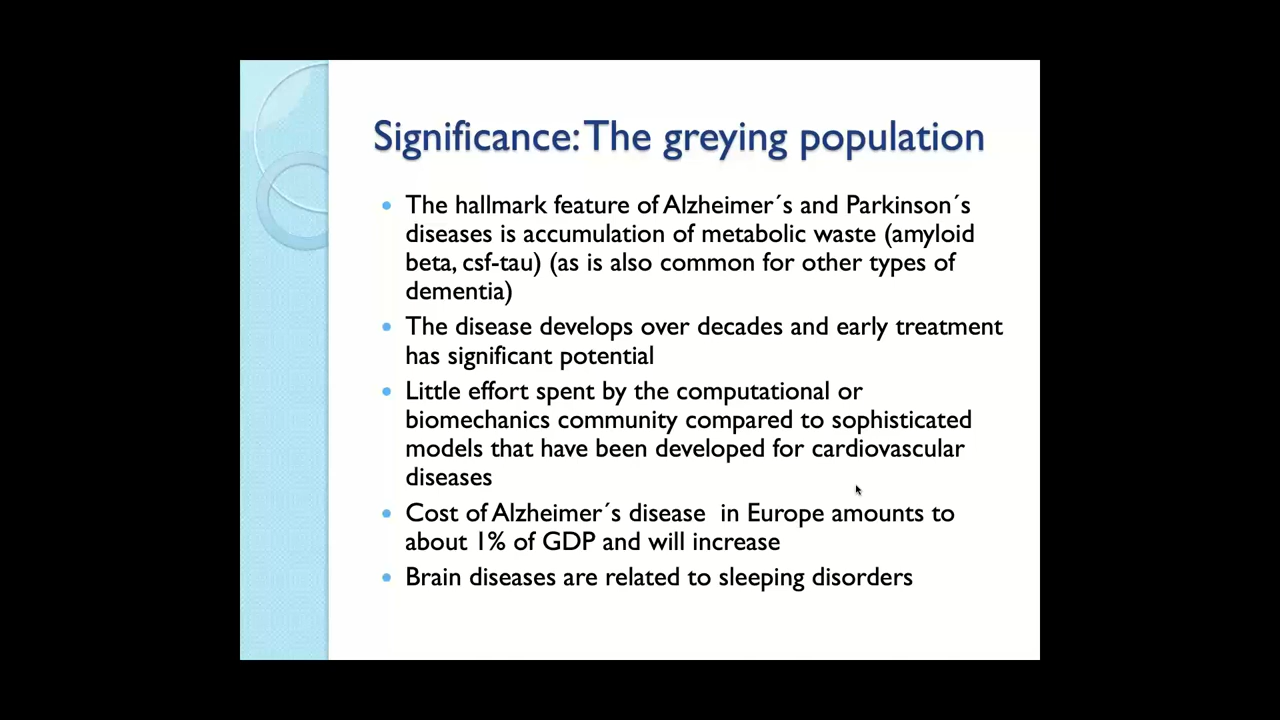 Significance: The greying population
The hallmark feature of Alzheimer´s and Parkinson´s
diseases is accumulation of metabolic waste (amyloid
beta, csf-tau) (as is also common for other types of
dementia)
The disease develops over decades and early treatment
has significant potential
Little effort spent by the computational or
biomechanics community compared to sophisticated
models that have been developed for cardiovascular
diseases
Cost of Alzheimer´s disease  in Europe amounts to
about 1% of GDP and will increase
Brain diseases are related to sleeping disorders